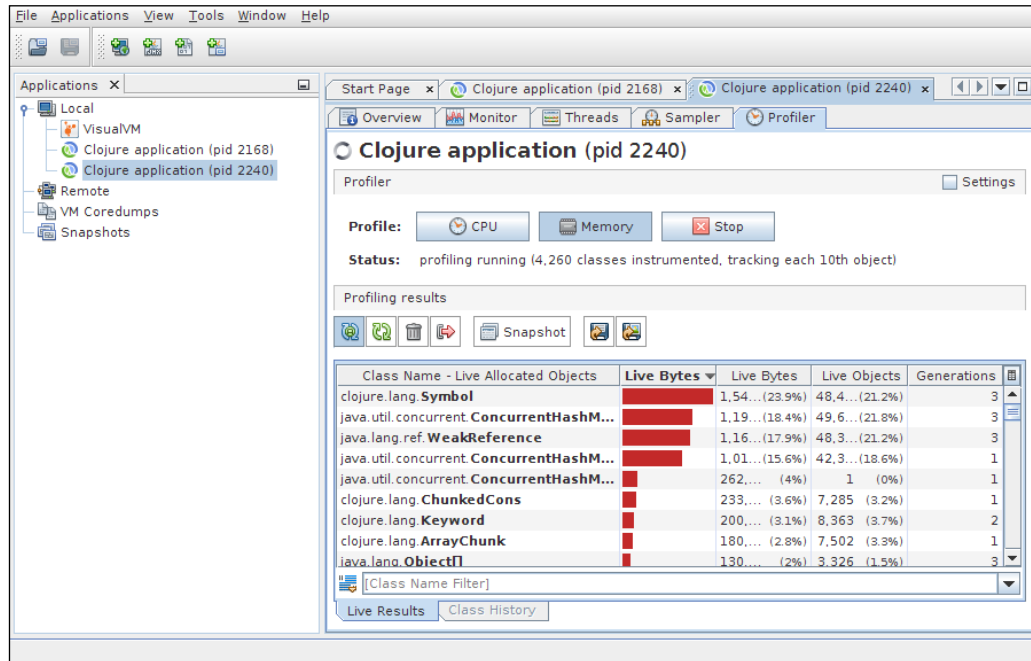 File Applications View Tools Window Help
Applications X
Local
VisualVM
Clojure application (pid 2168)
Clojure application (pid 2240)
Remote
VM Coredumps
Snapshots
Start Page x Clojure application (pid 2168) x Clojure application (pid 2240) x
Overview Monitor Threads Sampler Profiler
Clojure application (pid 2240)
Profiler Settings
Profile: CPU Memory Stop
Status: profiling running (4,260 classes instrumented, tracking each 10th object)
Profiling results
Snapshot
Class Name - Live Allocated Objects Live Bytes Live Bytes Live Objects Generations
clojure.lang.Symbol 1,54...(23.9%) 48,4...(21.2%) 3
java.util.concurrent.ConcurrentHashM... 1,19...(18.4%) 49,6...(21.8%) 3
java.lang.ref.WeakReference 1,16...(17.9%) 48,3...(21.2%) 3
java.util.concurrent.ConcurrentHashM... 1,01...(15.6%) 42,3...(18.6%) 1
java.util.concurrent.ConcurrentHashM... 262,... (4%) 1 (0%) 1
clojure.lang.ChunkedCons 233,... (3.6%) 7,285 (3.2%) 1
clojure.lang.Keyword 200,... (3.1%) 8,363 (3.7%) 2
clojure.lang.ArrayChunk 180,... (2.8%) 7,502 (3.3%) 1
java.lang.Object[] 130,... (2%) 3,326 (1.5%) 3
[Class Name Filter]
Live Results Class History